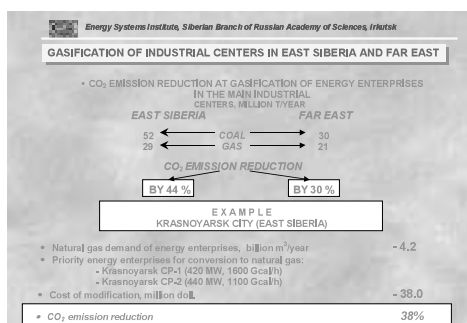 Energy Systems Institute, Siberian Branch of Russian Academy of Sciences, Irkutsk
GASIFICATION OF INDUSTRIAL CENTERS IN EAST SIBERIA AND FAR EAST
• CO₂ EMISSION REDUCTION AT GASIFICATION OF ENERGY ENTERPRISES
IN THE MAIN INDUSTRIAL
CENTERS, MILLION T/YEAR
EAST SIBERIA FAR EAST
52 COAL 30
29 GAS 21
CO₂ EMISSION REDUCTION
BY 44 % BY 30 %
EXAMPLE
KRASNOYARSK CITY (EAST SIBERIA)
• Natural gas demand of energy enterprises, billion m³/year - 4.2
• Priority energy enterprises for conversion to natural gas:
- Krasnoyarsk CP-1 (420 MW, 1600 Gcal/h)
- Krasnoyarsk CP-2 (440 MW, 1100 Gcal/h)
• Cost of modification, million doll. - 38.0
• CO₂ emission reduction 38%